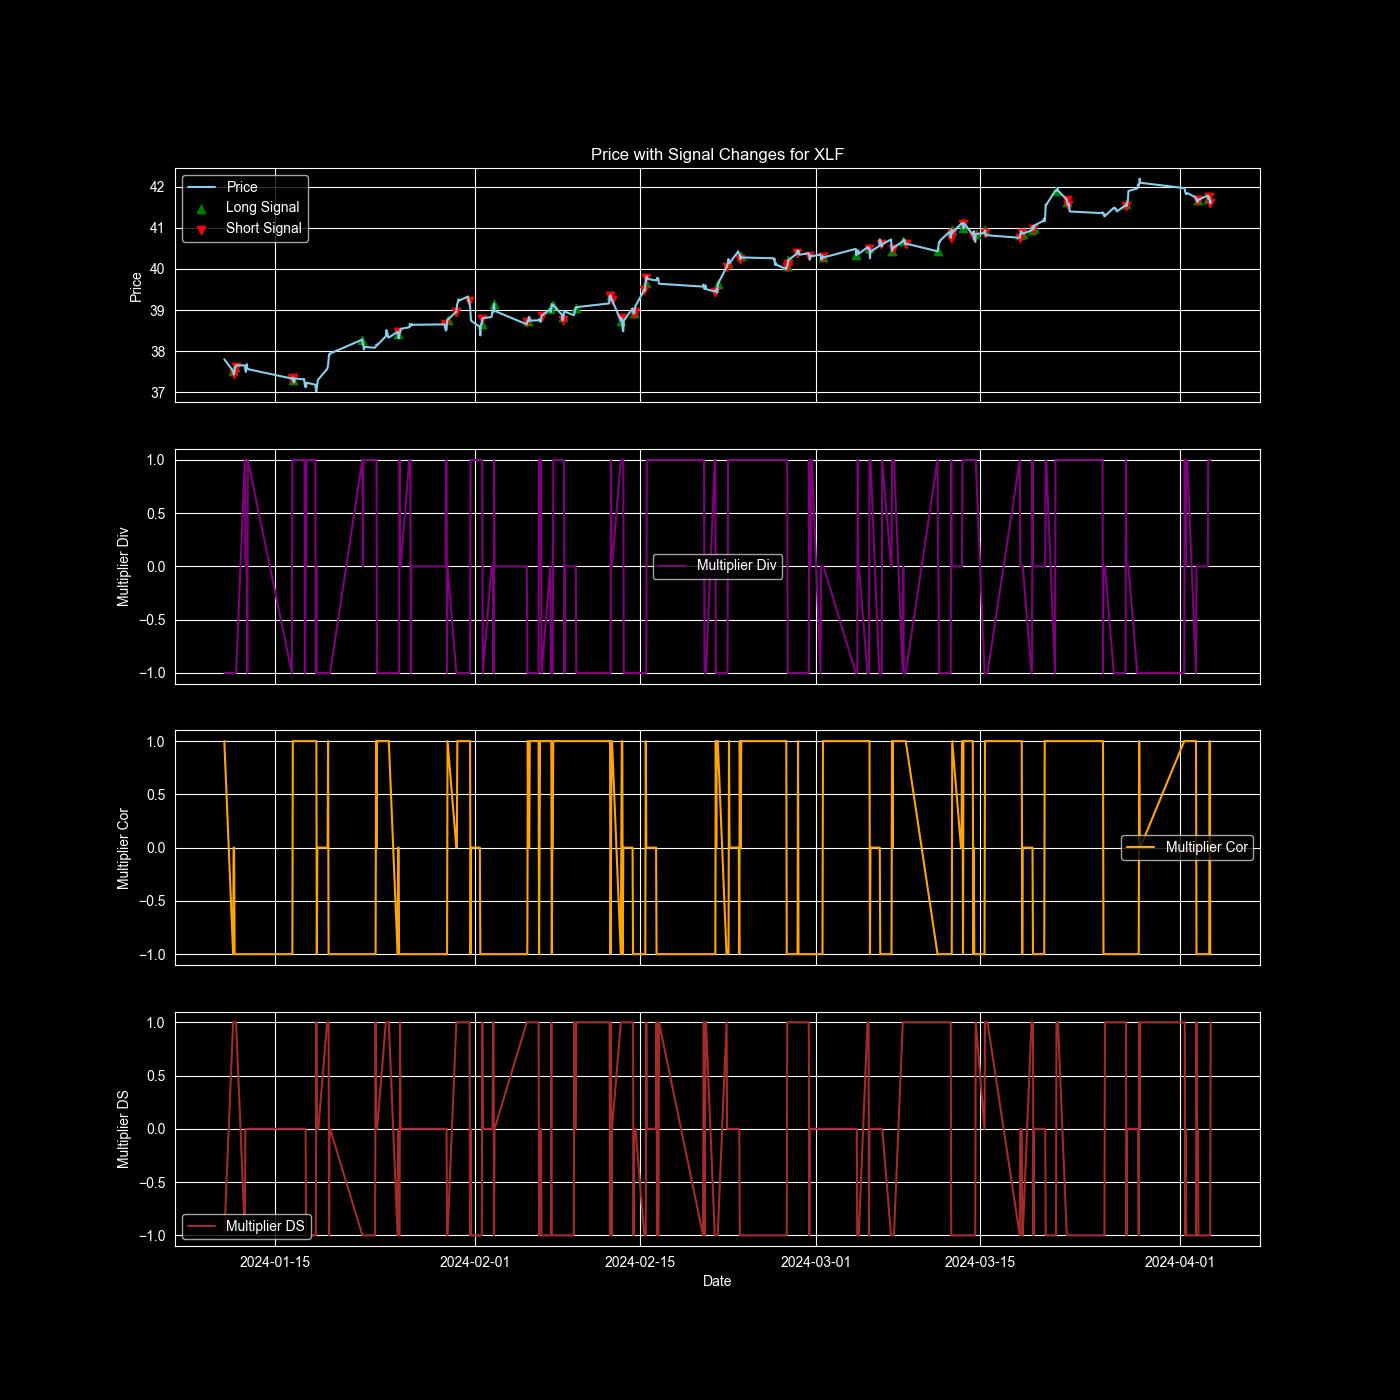 Price with Signal Changes for XLF
Price
Long Signal
Short Signal
42
41
40
39
38
37
Price
1.0
0.5
0.0
−0.5
−1.0
Multiplier Div
Multiplier Div
1.0
0.5
0.0
−0.5
−1.0
Multiplier Cor
Multiplier Cor
1.0
0.5
0.0
−0.5
−1.0
Multiplier DS
Multiplier DS
2024-01-15 2024-02-01 2024-02-15 2024-03-01 2024-03-15 2024-04-01
Date